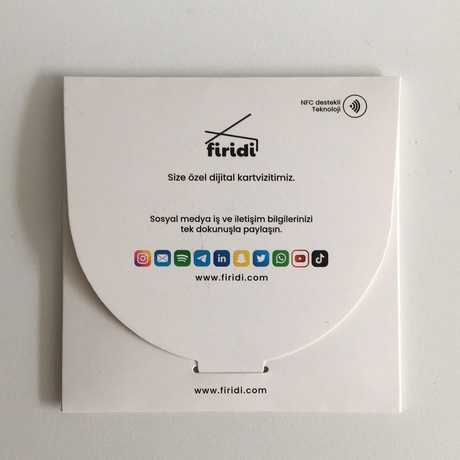 NFC destekli
Teknoloji
firidi
Size özel dijital kartvizitimiz.
Sosyal medya iş ve iletişim bilgilerinizi
tek dokunuşla paylaşın.
www.firidi.com
www.firidi.com